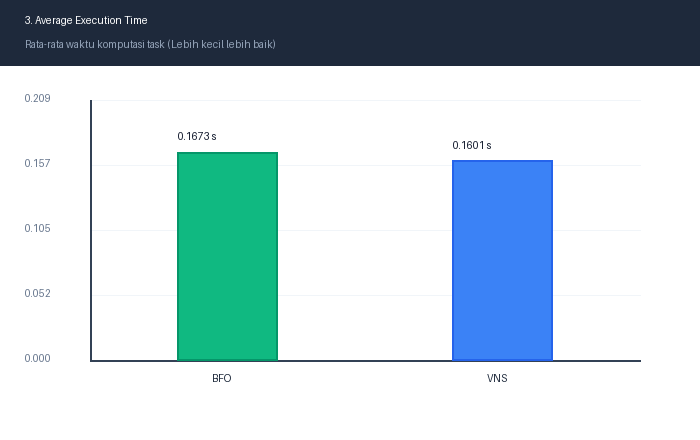 3. Average Execution Time
Rata-rata waktu komputasi task (Lebih kecil lebih baik)
0.209
0.157
0.105
0.052
0.000
0.1673 s
0.1601 s
BFO
VNS